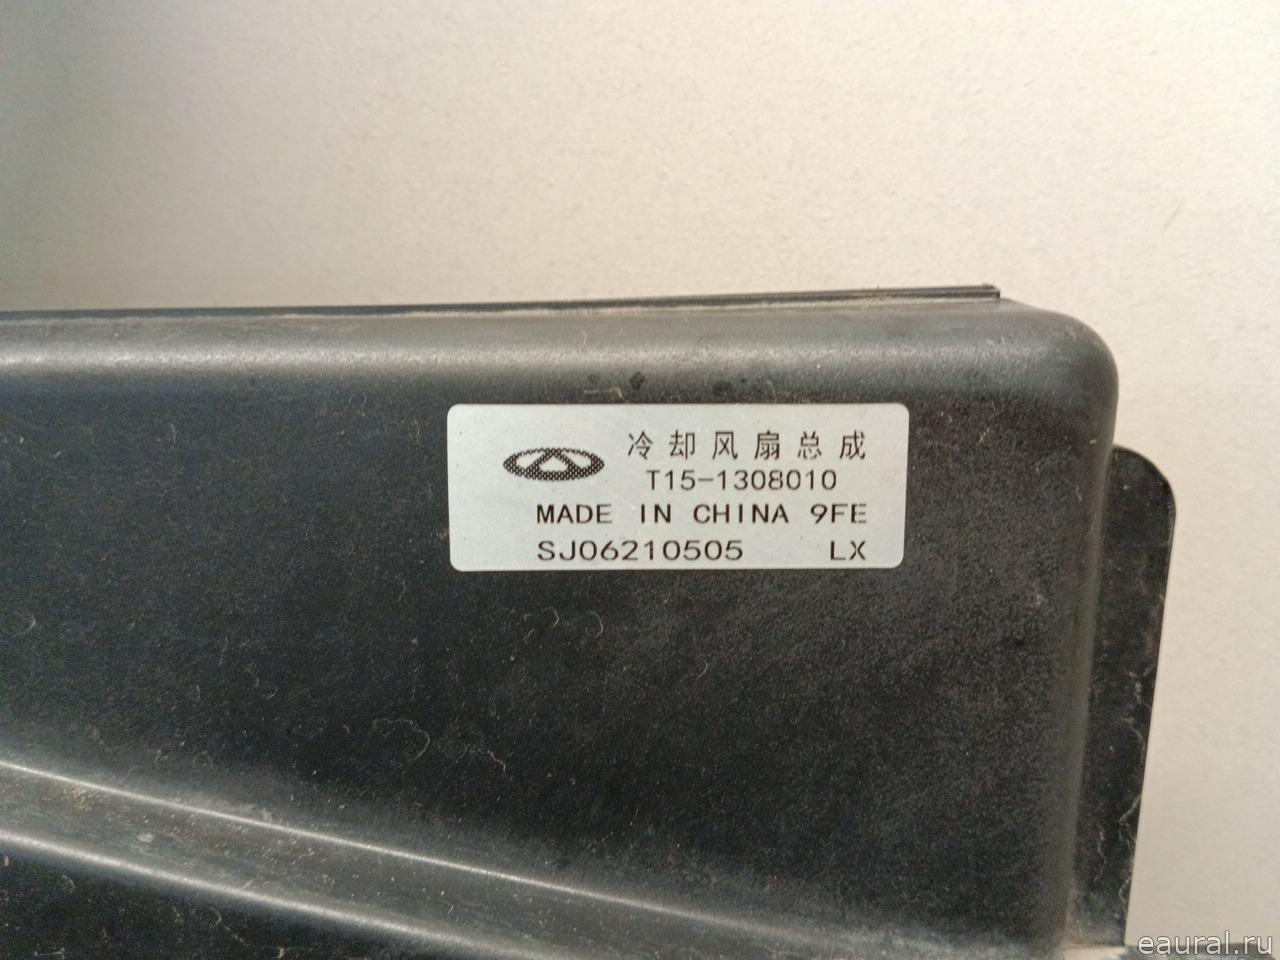 冷却风扇总成
T15-1308010
MADE IN CHINA 9FE
SJ06210505 LX
eaural.ru